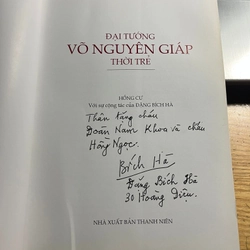 ĐẠI TƯỚNG
VÕ NGUYÊN GIÁP
THỜI TRẺ
HỒNG CƯ
Với sự cộng tác của ĐẶNG BÍCH HÀ
Thân tặng cháu
Đoàn Nam Khoa và cháu
Hồng Ngọc.
Bích Hà
Đặng Bích Hà
30 Hoàng Diệu.
NHÀ XUẤT BẢN THANH NIÊN